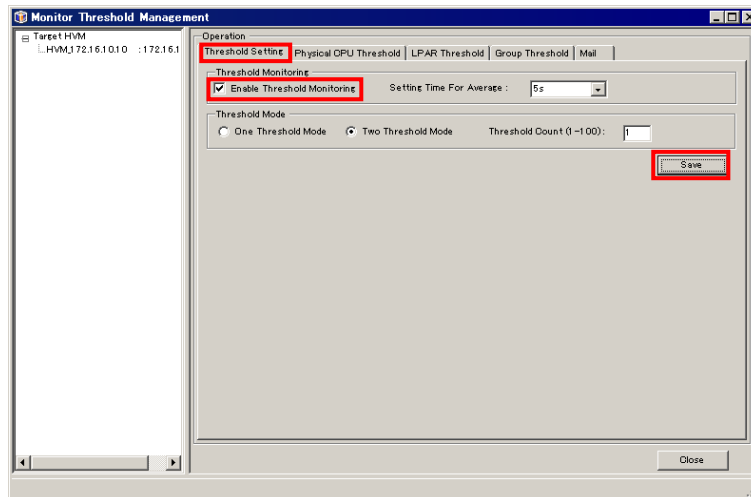 Monitor Threshold Management
Target HVM
HVM_172.16.10.10 : 172.16.1
Operation
Threshold Setting Physical CPU Threshold LPAR Threshold Group Threshold Mail
Threshold Monitoring
Enable Threshold Monitoring Setting Time For Average : 5s
Threshold Mode
One Threshold Mode Two Threshold Mode Threshold Count (1-100) : 1
Save
Close